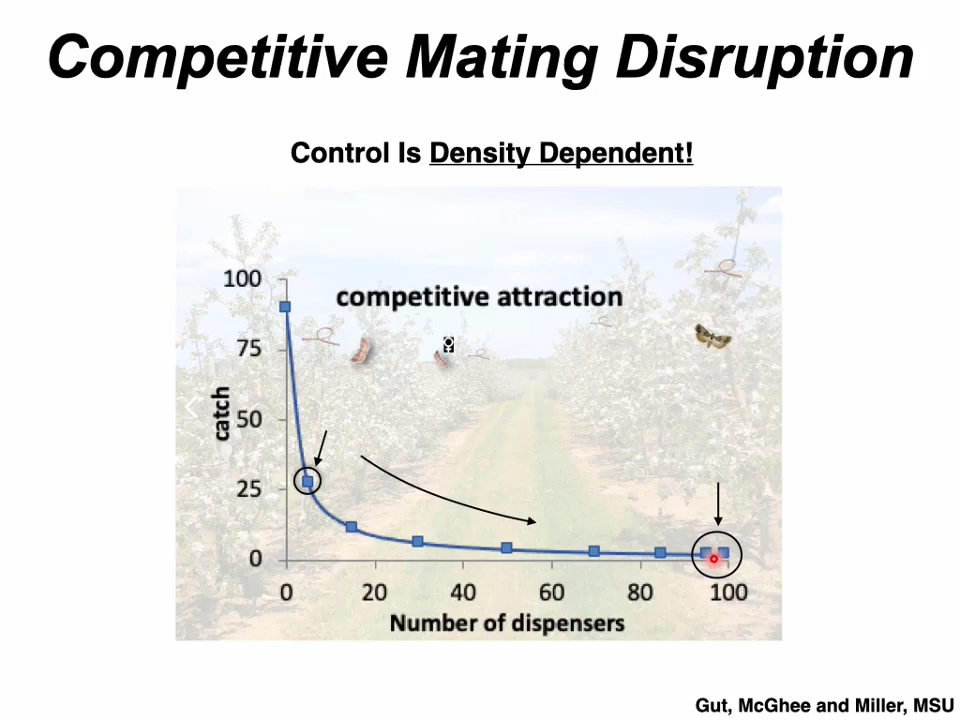 Competitive Mating Disruption
Control Is Density Dependent!
competitive attraction
100
75
50
25
0
catch
0 20 40 60 80 100
Number of dispensers
Gut, McGhee and Miller, MSU